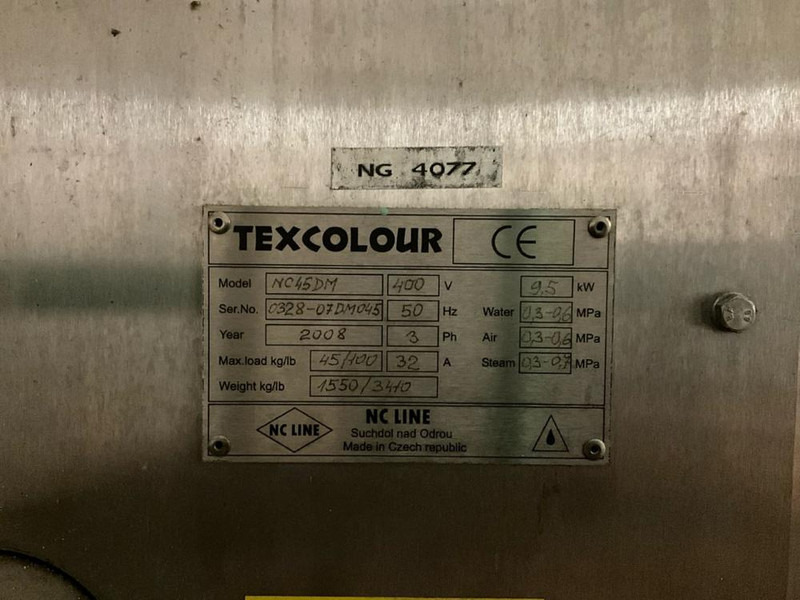 NG 4077
TEXCOLOUR CE
Model NC45DM 400 V 9,5 kW
Ser.No. 0328-07DM045 50 Hz Water 0,3-0,6 MPa
Year 2008 3 Ph Air 0,3-0,6 MPa
Max.load kg/lb 45/100 32 A Steam 0,3-0,7 MPa
Weight kg/lb 1550/3410
NC LINE NC LINE
Suchdol nad Odrou
Made in Czech republic